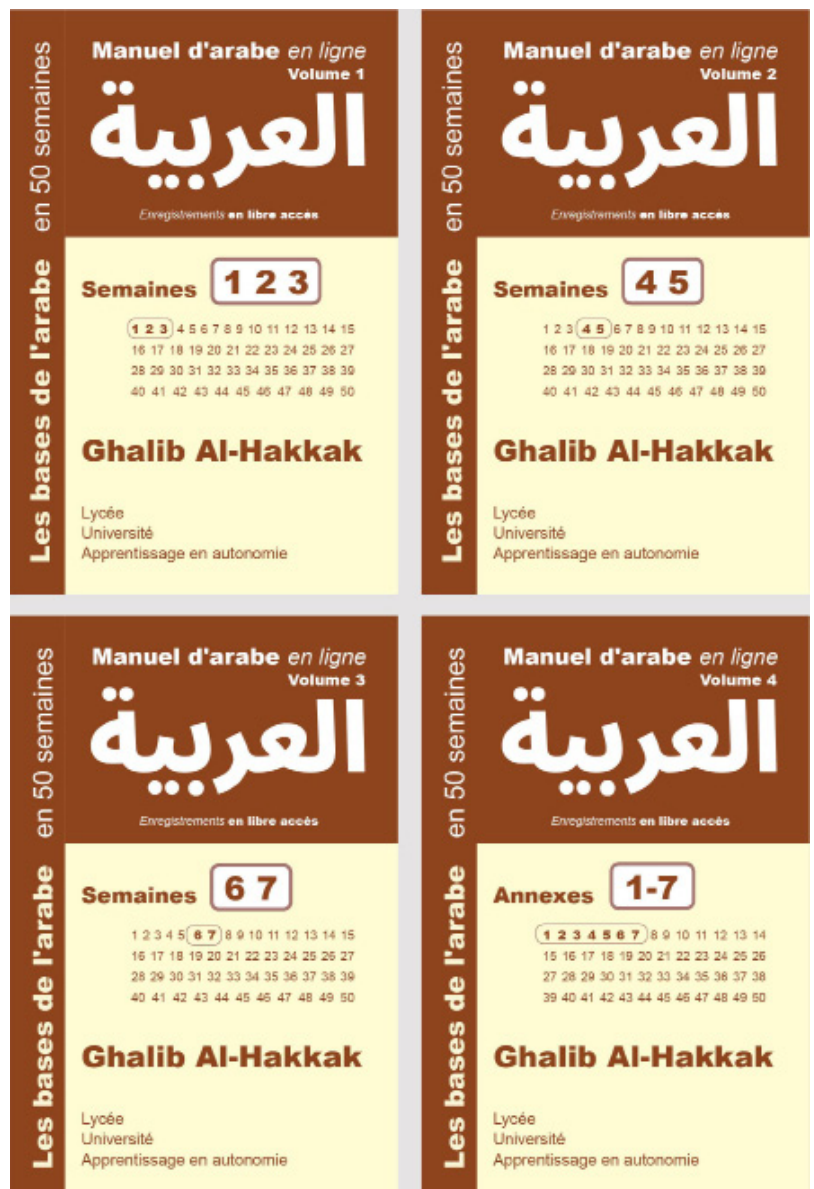 Les bases de l'arabe en 50 semaines
Manuel d'arabe en ligne
Volume 1
العربية
Enregistrements en libre accès
Semaines 1 2 3
1 2 3 4 5 6 7 8 9 10 11 12 13 14 15
16 17 18 19 20 21 22 23 24 25 26 27
28 29 30 31 32 33 34 35 36 37 38 39
40 41 42 43 44 45 46 47 48 49 50
Ghalib Al-Hakkak
Lycée
Université
Apprentissage en autonomie
Les bases de l'arabe en 50 semaines
Manuel d'arabe en ligne
Volume 2
العربية
Enregistrements en libre accès
Semaines 4 5
1 2 3 4 5 6 7 8 9 10 11 12 13 14 15
16 17 18 19 20 21 22 23 24 25 26 27
28 29 30 31 32 33 34 35 36 37 38 39
40 41 42 43 44 45 46 47 48 49 50
Ghalib Al-Hakkak
Lycée
Université
Apprentissage en autonomie
Les bases de l'arabe en 50 semaines
Manuel d'arabe en ligne
Volume 3
العربية
Enregistrements en libre accès
Semaines 6 7
1 2 3 4 5 6 7 8 9 10 11 12 13 14 15
16 17 18 19 20 21 22 23 24 25 26 27
28 29 30 31 32 33 34 35 36 37 38 39
40 41 42 43 44 45 46 47 48 49 50
Ghalib Al-Hakkak
Lycée
Université
Apprentissage en autonomie
Les bases de l'arabe en 50 semaines
Manuel d'arabe en ligne
Volume 4
العربية
Enregistrements en libre accès
Annexes 1-7
1 2 3 4 5 6 7 8 9 10 11 12 13 14
15 16 17 18 19 20 21 22 23 24 25 26
27 28 29 30 31 32 33 34 35 36 37 38
39 40 41 42 43 44 45 46 47 48 49 50
Ghalib Al-Hakkak
Lycée
Université
Apprentissage en autonomie